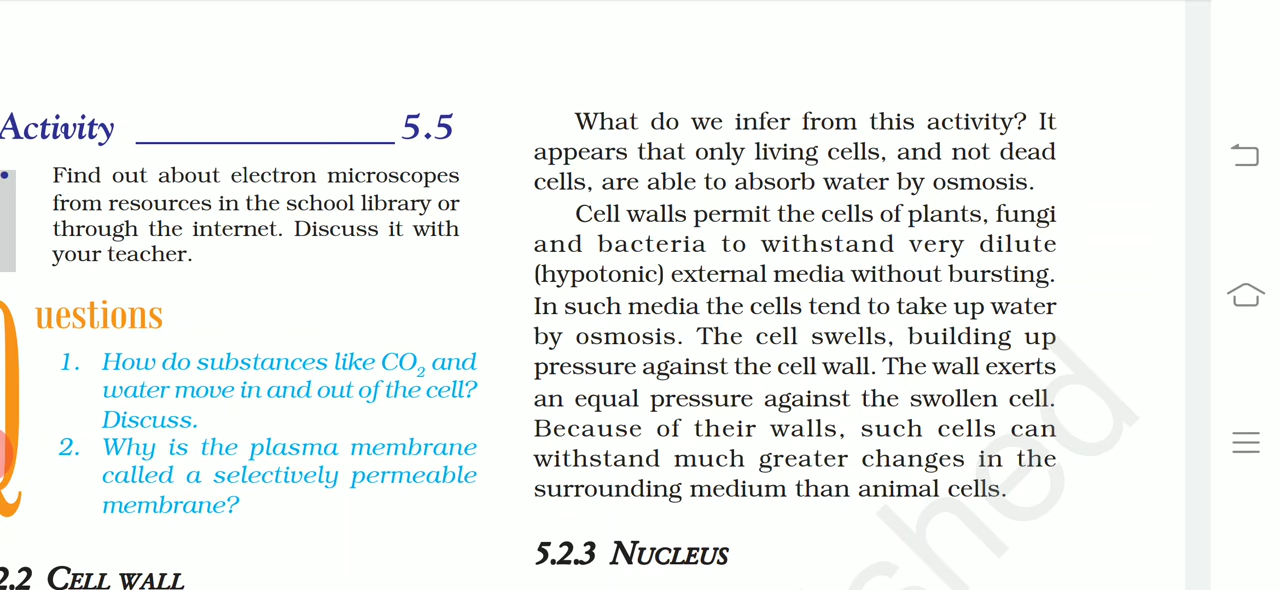 Activity ____________ 5.5
Find out about electron microscopes
from resources in the school library or
through the internet. Discuss it with
your teacher.
uestions
1. How do substances like CO₂ and
water move in and out of the cell?
Discuss.
2. Why is the plasma membrane
called a selectively permeable
membrane?
2.2 CELL WALL
What do we infer from this activity? It
appears that only living cells, and not dead
cells, are able to absorb water by osmosis.
Cell walls permit the cells of plants, fungi
and bacteria to withstand very dilute
(hypotonic) external media without bursting.
In such media the cells tend to take up water
by osmosis. The cell swells, building up
pressure against the cell wall. The wall exerts
an equal pressure against the swollen cell.
Because of their walls, such cells can
withstand much greater changes in the
surrounding medium than animal cells.
5.2.3 NUCLEUS
shed